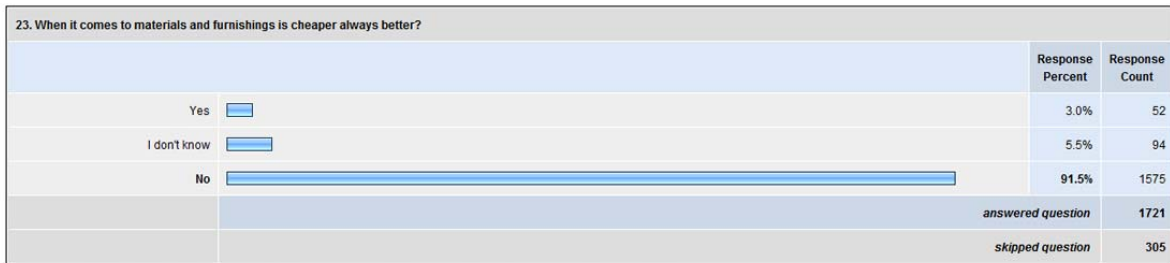 23. When it comes to materials and furnishings is cheaper always better?
Response Percent
Response Count
Yes 3.0% 52
I don't know 5.5% 94
No 91.5% 1575
answered question 1721
skipped question 305